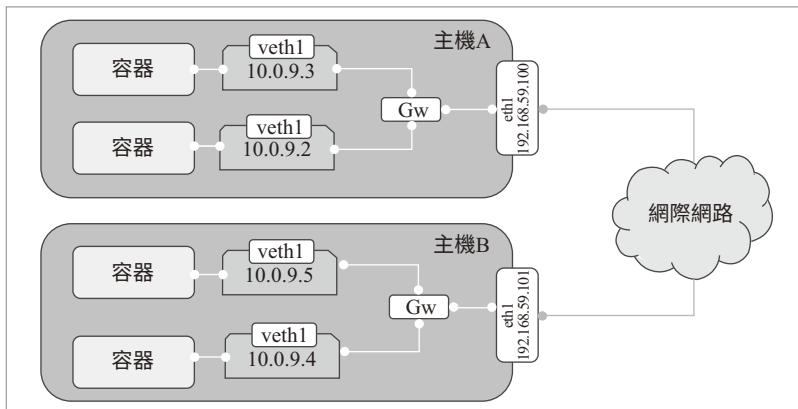 主機A
容器
veth1
10.0.9.3
容器
veth1
10.0.9.2
Gw
eth1
192.168.59.100
網際網路
主機B
容器
veth1
10.0.9.5
容器
veth1
10.0.9.4
Gw
eth1
192.168.59.101